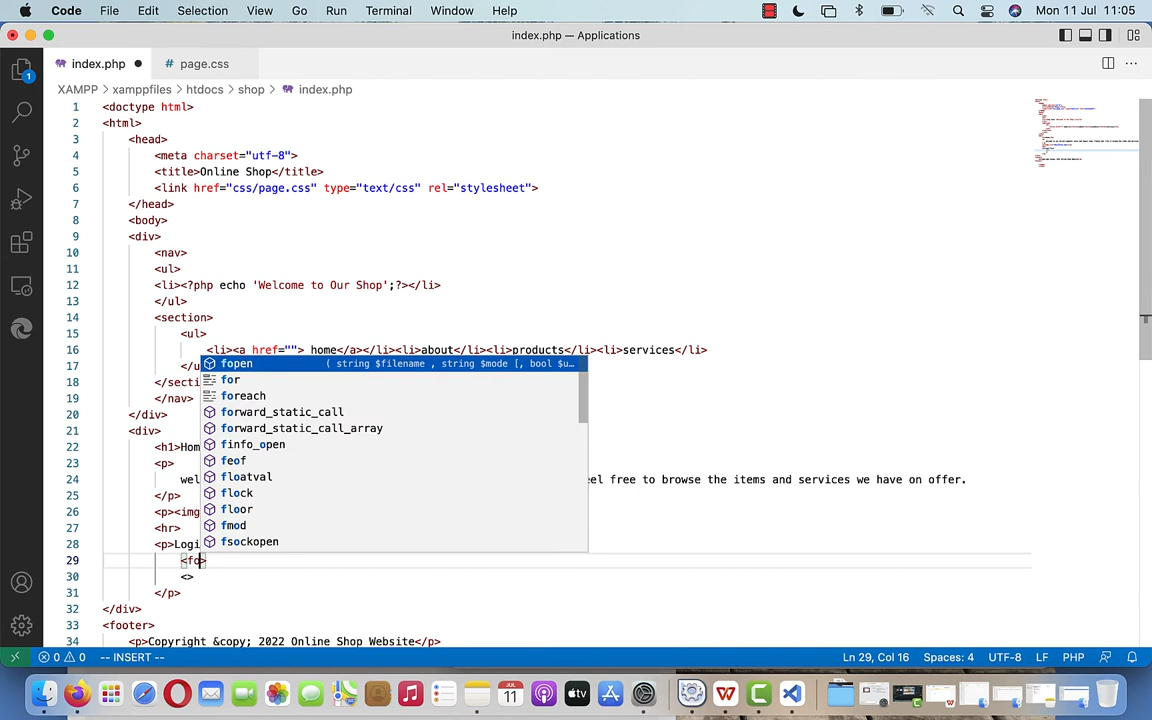 Code File Edit Selection View Go Run Terminal Window Help Mon 11 Jul 11:05
index.php — Applications
index.php page.css
XAMPP > xamppfiles > htdocs > shop > index.php
1 <doctype html>
2 <html>
3 <head>
4 <meta charset="utf-8">
5 <title>Online Shop</title>
6 <link href="css/page.css" type="text/css" rel="stylesheet">
7 </head>
8 <body>
9 <div>
10 <nav>
11 <ul>
12 <li><?php echo 'Welcome to Our Shop';?></li>
13 </ul>
14 <section>
15 <ul>
16 <li><a href=""> home</a></li><li>about</li><li>products</li><li>services</li>
17 </u
18 </secti
19 </nav>
20 </div>
21 <div>
22 <h1>Hom
23 <p>
24 wel eel free to browse the items and services we have on offer.
25 </p>
26 <p><img
27 <hr>
28 <p>Logi
29 <fo>
30 <>
31 </p>
32 </div>
33 <footer>
34 <p>Copyright &copy; 2022 Online Shop Website</p>
fopen ( string $filename , string $mode [, bool $u…
for
foreach
forward_static_call
forward_static_call_array
finfo_open
feof
floatval
flock
floor
fmod
fsockopen
1
0 0 -- INSERT -- Ln 29, Col 16 Spaces: 4 UTF-8 LF PHP
JUL
11
tv